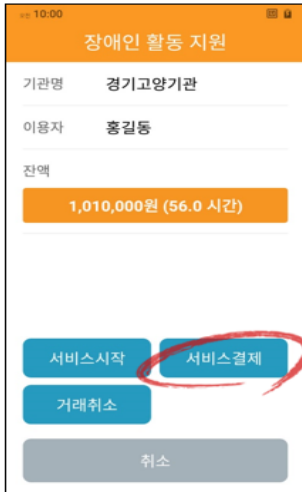 오전 10:00
장애인 활동 지원
기관명 경기고양기관
이용자 홍길동
잔액
1,010,000원 (56.0 시간)
서비스시작 서비스결제
거래취소
취소